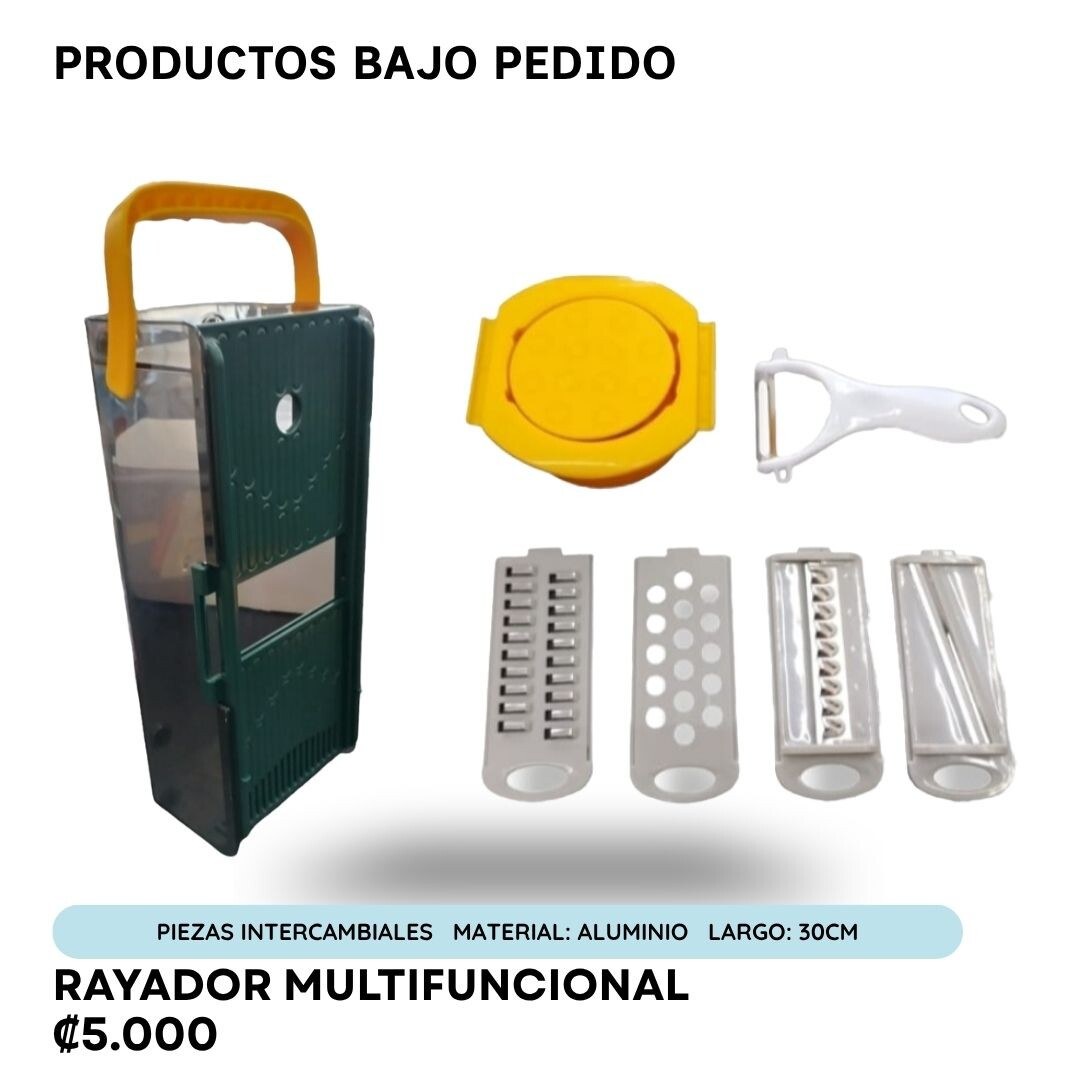 PRODUCTOS BAJO PEDIDO
PIEZAS INTERCAMBIALES MATERIAL: ALUMINIO LARGO: 30CM
RAYADOR MULTIFUNCIONAL
₡5.000